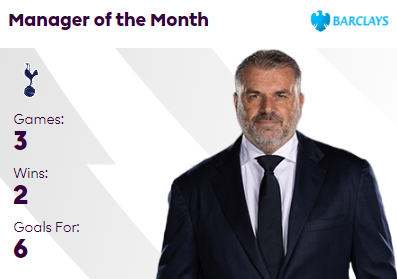 Manager of the Month
BARCLAYS
Games:
3
Wins:
2
Goals For:
6